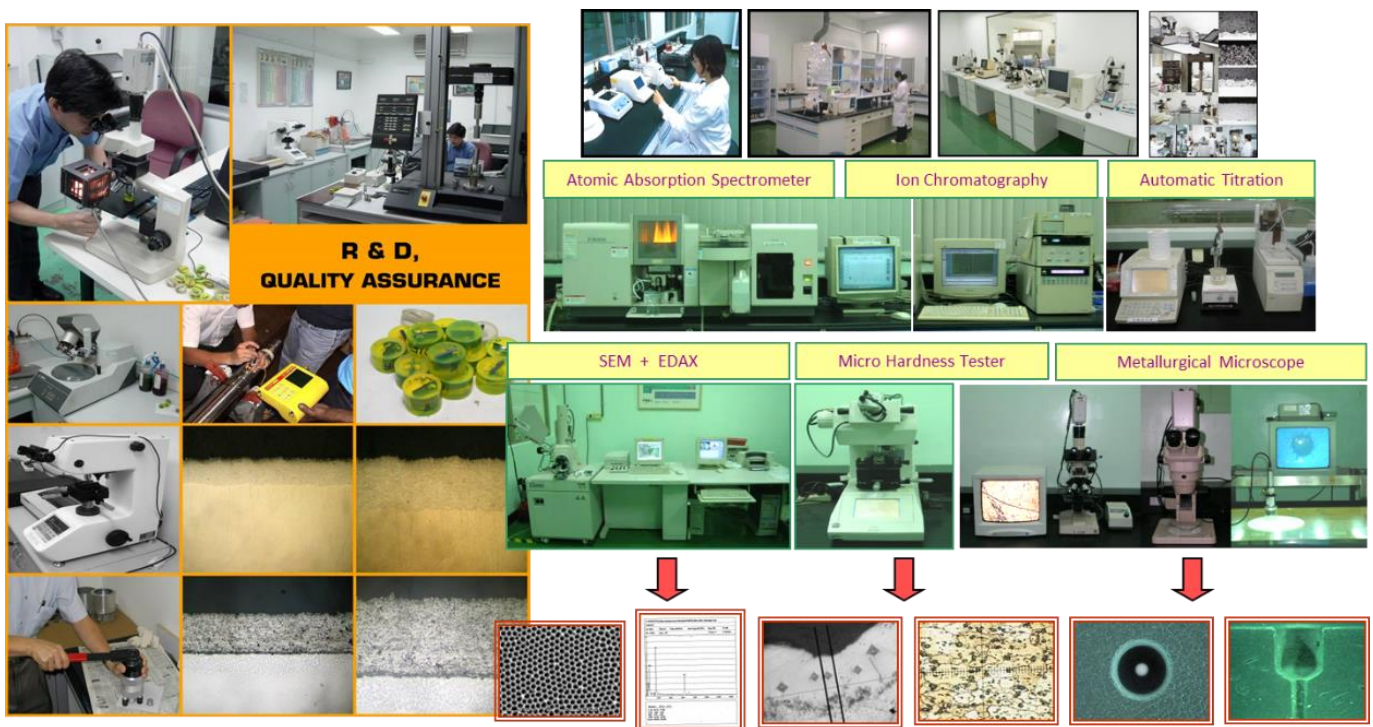 R & D,
QUALITY ASSURANCE
Atomic Absorption Spectrometer
Ion Chromatography
Automatic Titration
SEM + EDAX
Micro Hardness Tester
Metallurgical Microscope